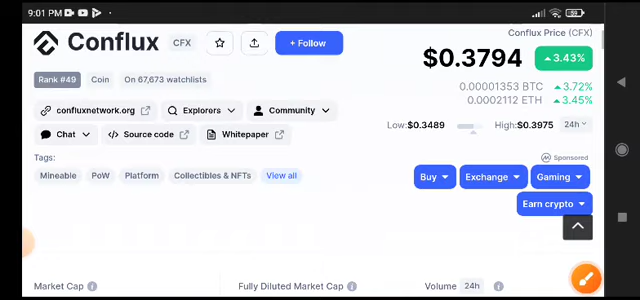 9:01 PM
59
Conflux CFX + Follow
Conflux Price (CFX)
$0.3794 3.43%
Rank #49 Coin On 67,673 watchlists
0.00001353 BTC 3.72%
0.0002112 ETH 3.45%
confluxnetwork.org Explorers Community
Low:$0.3489 High:$0.3975 24h
Chat Source code Whitepaper
Sponsored
Tags:
Mineable PoW Platform Collectibles & NFTs View all
Buy Exchange Gaming
Earn crypto
Market Cap Fully Diluted Market Cap Volume 24h